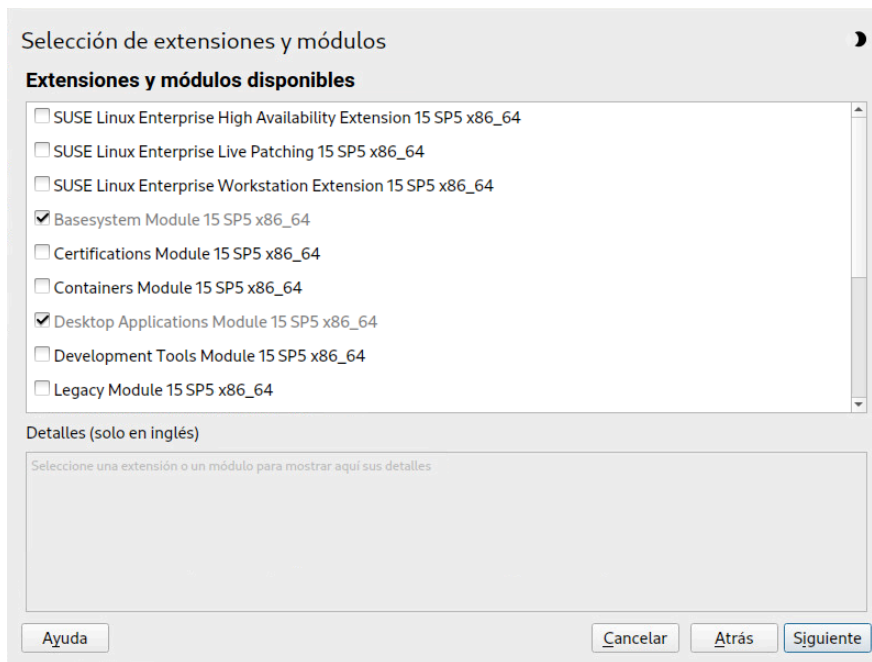 Selección de extensiones y módulos
Extensiones y módulos disponibles
SUSE Linux Enterprise High Availability Extension 15 SP5 x86_64
SUSE Linux Enterprise Live Patching 15 SP5 x86_64
SUSE Linux Enterprise Workstation Extension 15 SP5 x86_64
Basesystem Module 15 SP5 x86_64
Certifications Module 15 SP5 x86_64
Containers Module 15 SP5 x86_64
Desktop Applications Module 15 SP5 x86_64
Development Tools Module 15 SP5 x86_64
Legacy Module 15 SP5 x86_64
Detalles (solo en inglés)
Seleccione una extensión o un módulo para mostrar aquí sus detalles
Ayuda Cancelar Atrás Siguiente